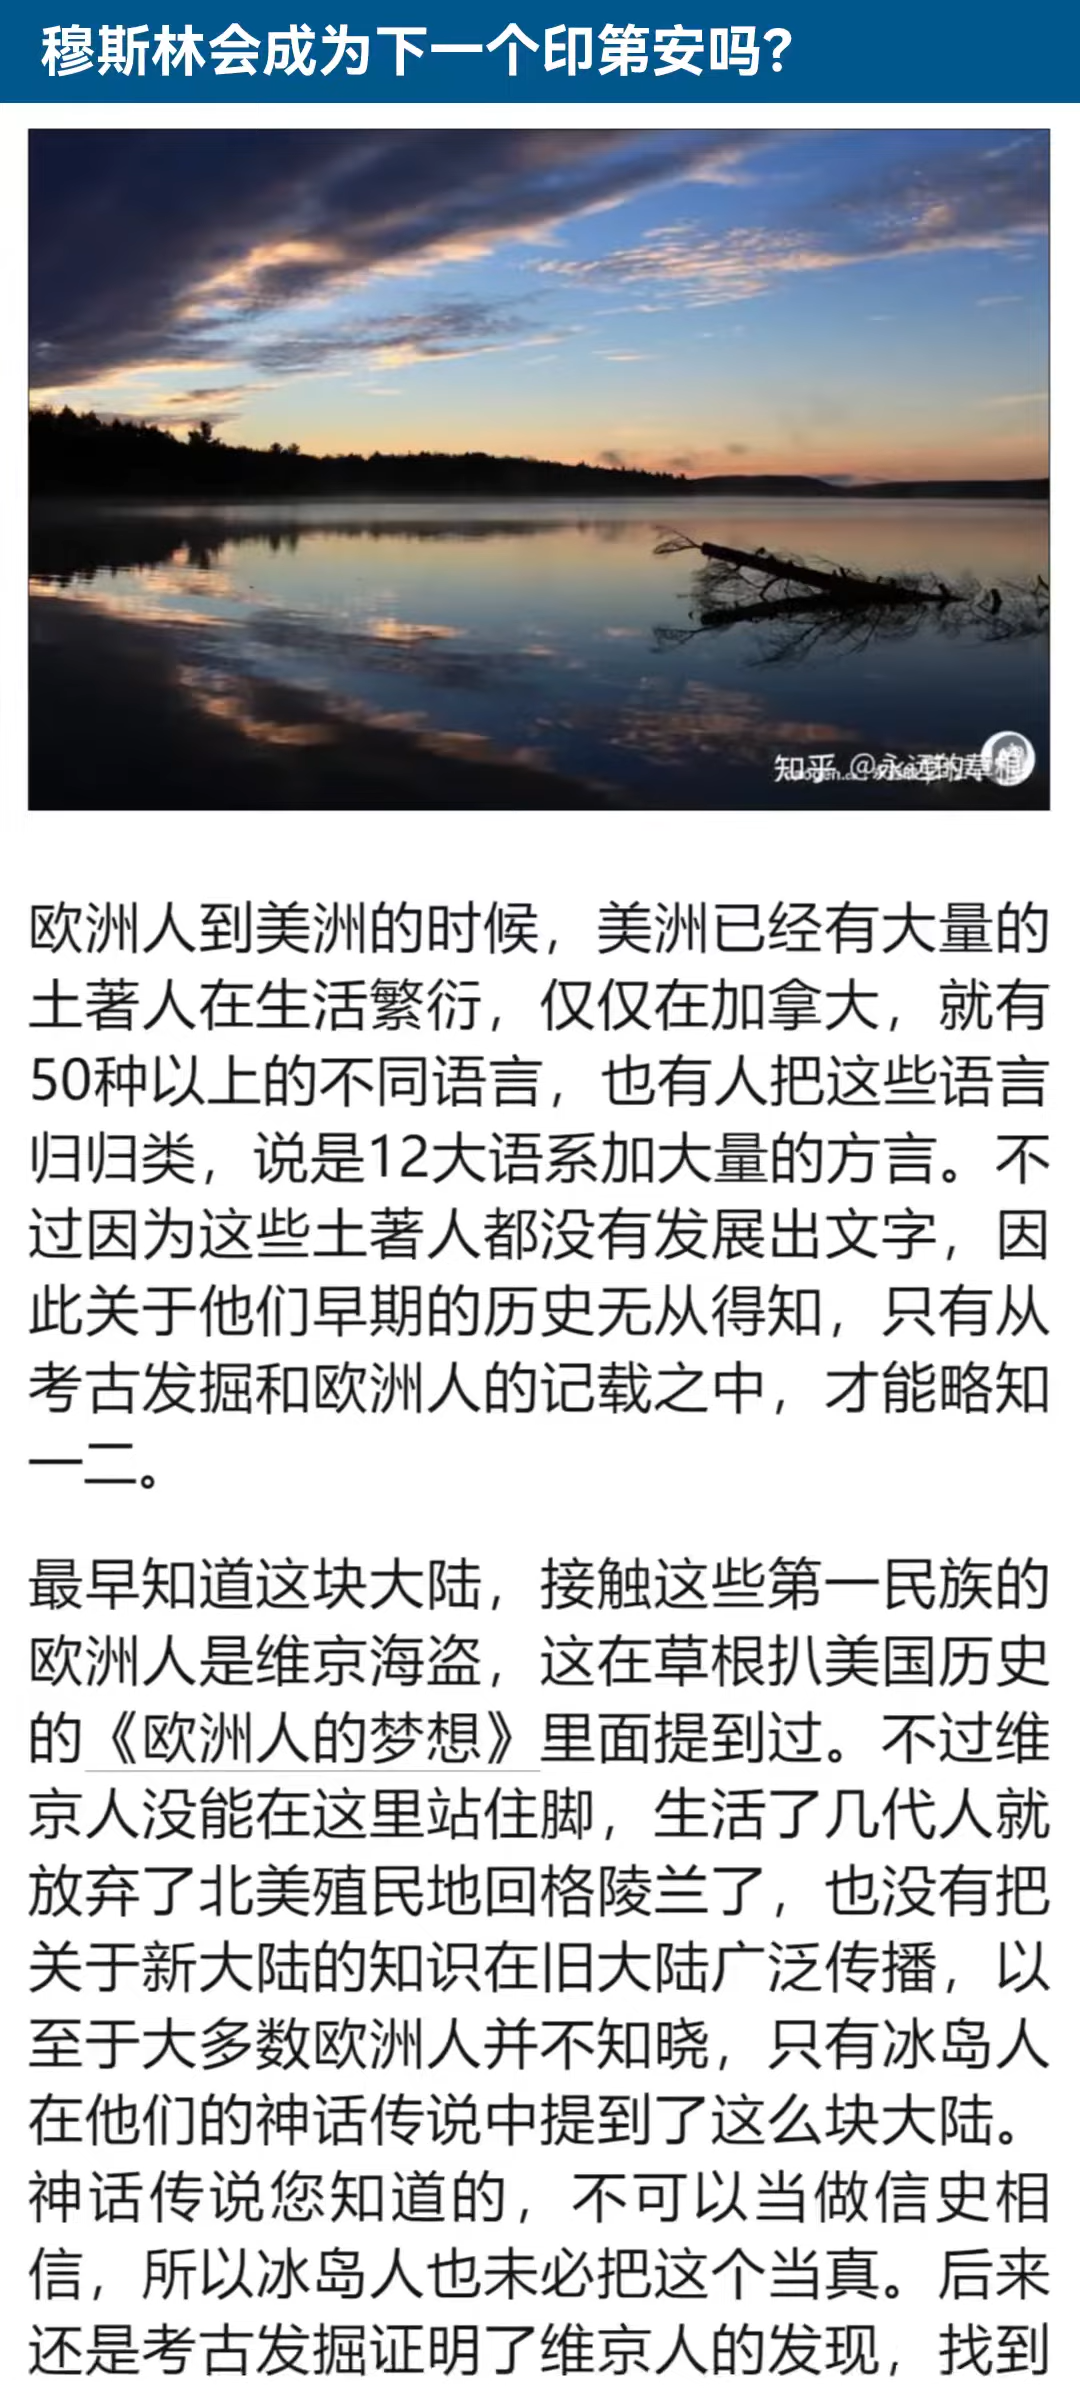 穆斯林会成为下一个印第安吗?
知乎 @永远的草根
欧洲人到美洲的时候，美洲已经有大量的
土著人在生活繁衍，仅仅在加拿大，就有
50种以上的不同语言，也有人把这些语言
归归类，说是12大语系加大量的方言。不
过因为这些土著人都没有发展出文字，因
此关于他们早期的历史无从得知，只有从
考古发掘和欧洲人的记载之中，才能略知
一二。
最早知道这块大陆，接触这些第一民族的
欧洲人是维京海盗，这在草根扒美国历史
的《欧洲人的梦想》里面提到过。不过维
京人没能在这里站住脚，生活了几代人就
放弃了北美殖民地回格陵兰了，也没有把
关于新大陆的知识在旧大陆广泛传播，以
至于大多数欧洲人并不知晓，只有冰岛人
在他们的神话传说中提到了这么块大陆。
神话传说您知道的，不可以当做信史相
信，所以冰岛人也未必把这个当真。后来
还是考古发掘证明了维京人的发现，找到